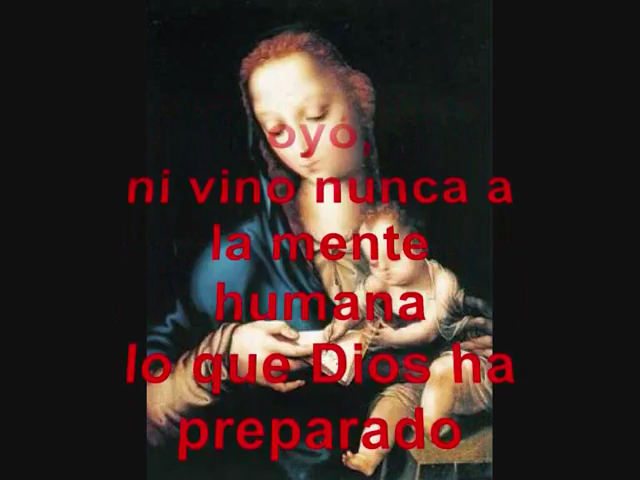 oyó,
ni vino nunca a
la mente
humana
lo que Dios ha
preparado